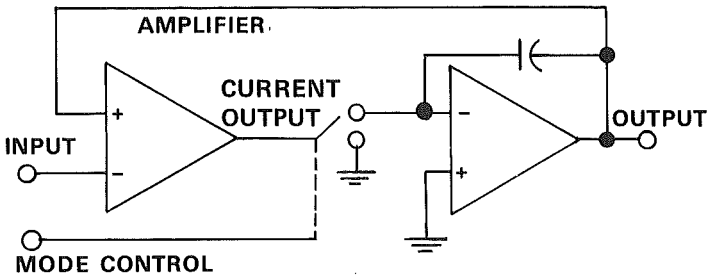 AMPLIFIER
CURRENT
OUTPUT
INPUT
OUTPUT
MODE CONTROL
+
−
−
+